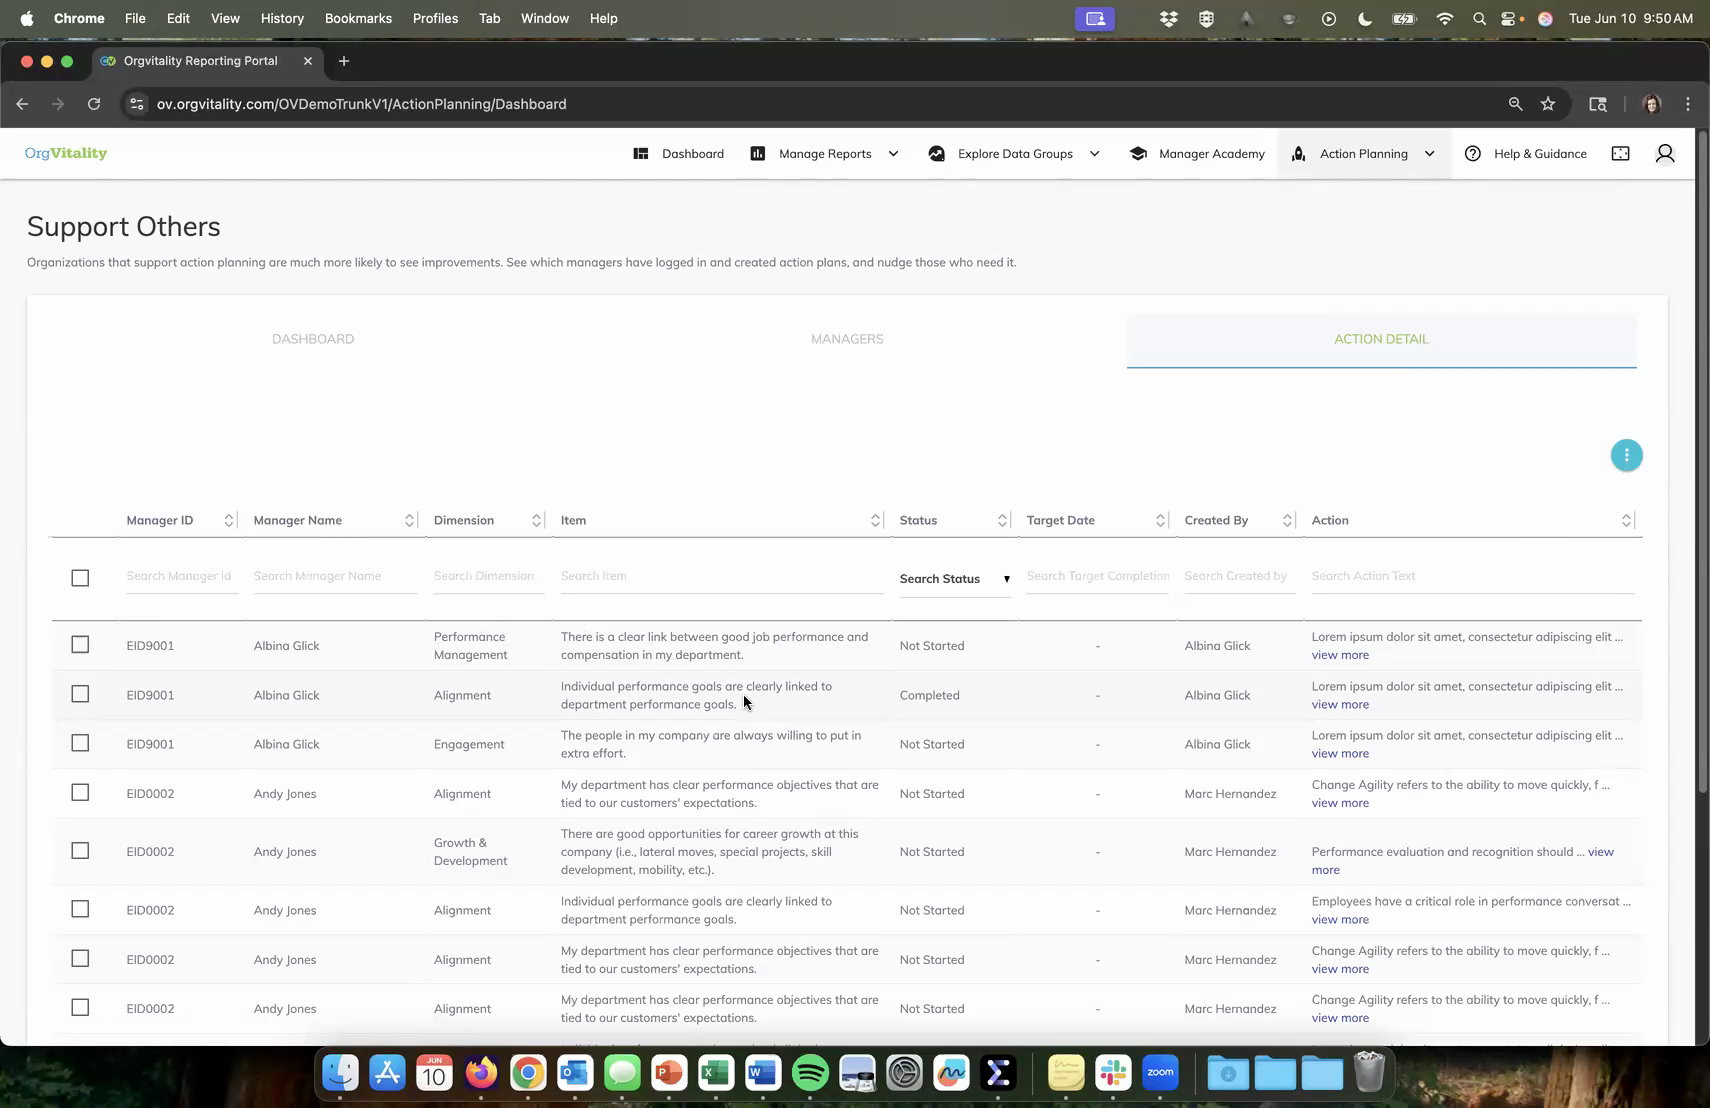 Chrome File Edit View History Bookmarks Profiles Tab Window Help Tue Jun 10 9:50 AM
Orgvitality Reporting Portal
ov.orgvitality.com/OVDemoTrunkV1/ActionPlanning/Dashboard
OrgVitality Dashboard Manage Reports Explore Data Groups Manager Academy Action Planning Help & Guidance
Support Others
Organizations that support action planning are much more likely to see improvements. See which managers have logged in and created action plans, and nudge those who need it.
DASHBOARD MANAGERS ACTION DETAIL
Manager ID Manager Name Dimension Item Status Target Date Created By Action
Search Manager Id Search Manager Name Search Dimension Search Item Search Status Search Target Completion Search Created by Search Action Text
EID9001 Albina Glick Performance Management There is a clear link between good job performance and compensation in my department. Not Started - Albina Glick Lorem ipsum dolor sit amet, consectetur adipiscing elit ... view more
EID9001 Albina Glick Alignment Individual performance goals are clearly linked to department performance goals. Completed - Albina Glick Lorem ipsum dolor sit amet, consectetur adipiscing elit ... view more
EID9001 Albina Glick Engagement The people in my company are always willing to put in extra effort. Not Started - Albina Glick Lorem ipsum dolor sit amet, consectetur adipiscing elit ... view more
EID0002 Andy Jones Alignment My department has clear performance objectives that are tied to our customers' expectations. Not Started - Marc Hernandez Change Agility refers to the ability to move quickly, f ... view more
EID0002 Andy Jones Growth & Development There are good opportunities for career growth at this company (i.e., lateral moves, special projects, skill development, mobility, etc.). Not Started - Marc Hernandez Performance evaluation and recognition should ... view more
EID0002 Andy Jones Alignment Individual performance goals are clearly linked to department performance goals. Not Started - Marc Hernandez Employees have a critical role in performance conversat ... view more
EID0002 Andy Jones Alignment My department has clear performance objectives that are tied to our customers' expectations. Not Started - Marc Hernandez Change Agility refers to the ability to move quickly, f ... view more
EID0002 Andy Jones Alignment My department has clear performance objectives that are tied to our customers' expectations. Not Started - Marc Hernandez Change Agility refers to the ability to move quickly, f ... view more
JUN
10
zoom